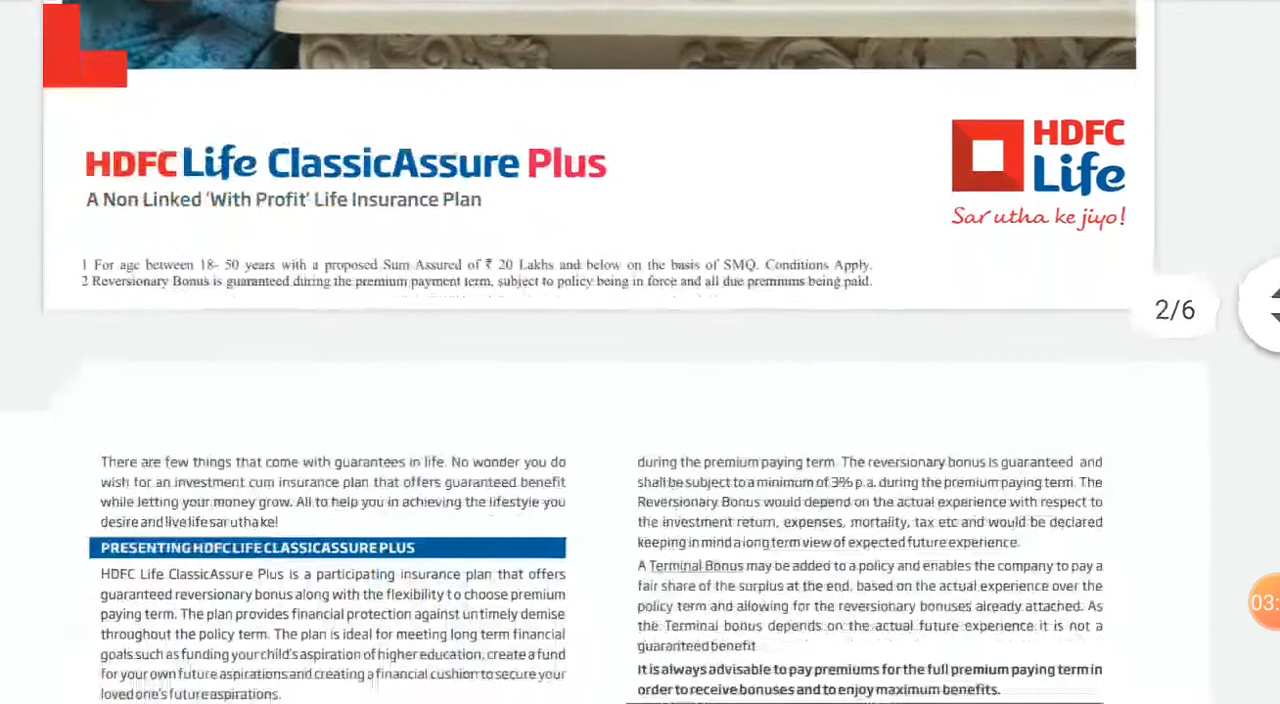 HDFC Life ClassicAssure Plus
A Non Linked 'With Profit' Life Insurance Plan
HDFC
Life
Sar utha ke jiyo!
1 For age between 18- 50 years with a proposed Sum Assured of ₹ 20 Lakhs and below on the basis of SMQ. Conditions Apply.
2 Reversionary Bonus is guaranteed during the premium payment term, subject to policy being in force and all due premiums being paid.
2/6
There are few things that come with guarantees in life. No wonder you do
wish for an investment cum insurance plan that offers guaranteed benefit
while letting your money grow. All to help you in achieving the lifestyle you
desire and live life sar utha ke!
PRESENTING HDFC LIFE CLASSICASSURE PLUS
HDFC Life ClassicAssure Plus is a participating insurance plan that offers
guaranteed reversionary bonus along with the flexibility to choose premium
paying term. The plan provides financial protection against untimely demise
throughout the policy term. The plan is ideal for meeting long term financial
goals such as funding your child's aspiration of higher education, create a fund
for your own future aspirations and creating a financial cushion to secure your
loved one's future aspirations.
during the premium paying term. The reversionary bonus is guaranteed and
shall be subject to a minimum of 3% p.a. during the premium paying term. The
Reversionary Bonus would depend on the actual experience with respect to
the investment return, expenses, mortality, tax etc and would be declared
keeping in mind a long term view of expected future experience.
A Terminal Bonus may be added to a policy and enables the company to pay a
fair share of the surplus at the end, based on the actual experience over the
policy term and allowing for the reversionary bonuses already attached. As
the Terminal bonus depends on the actual future experience it is not a
guaranteed benefit
It is always advisable to pay premiums for the full premium paying term in
order to receive bonuses and to enjoy maximum benefits.
03: